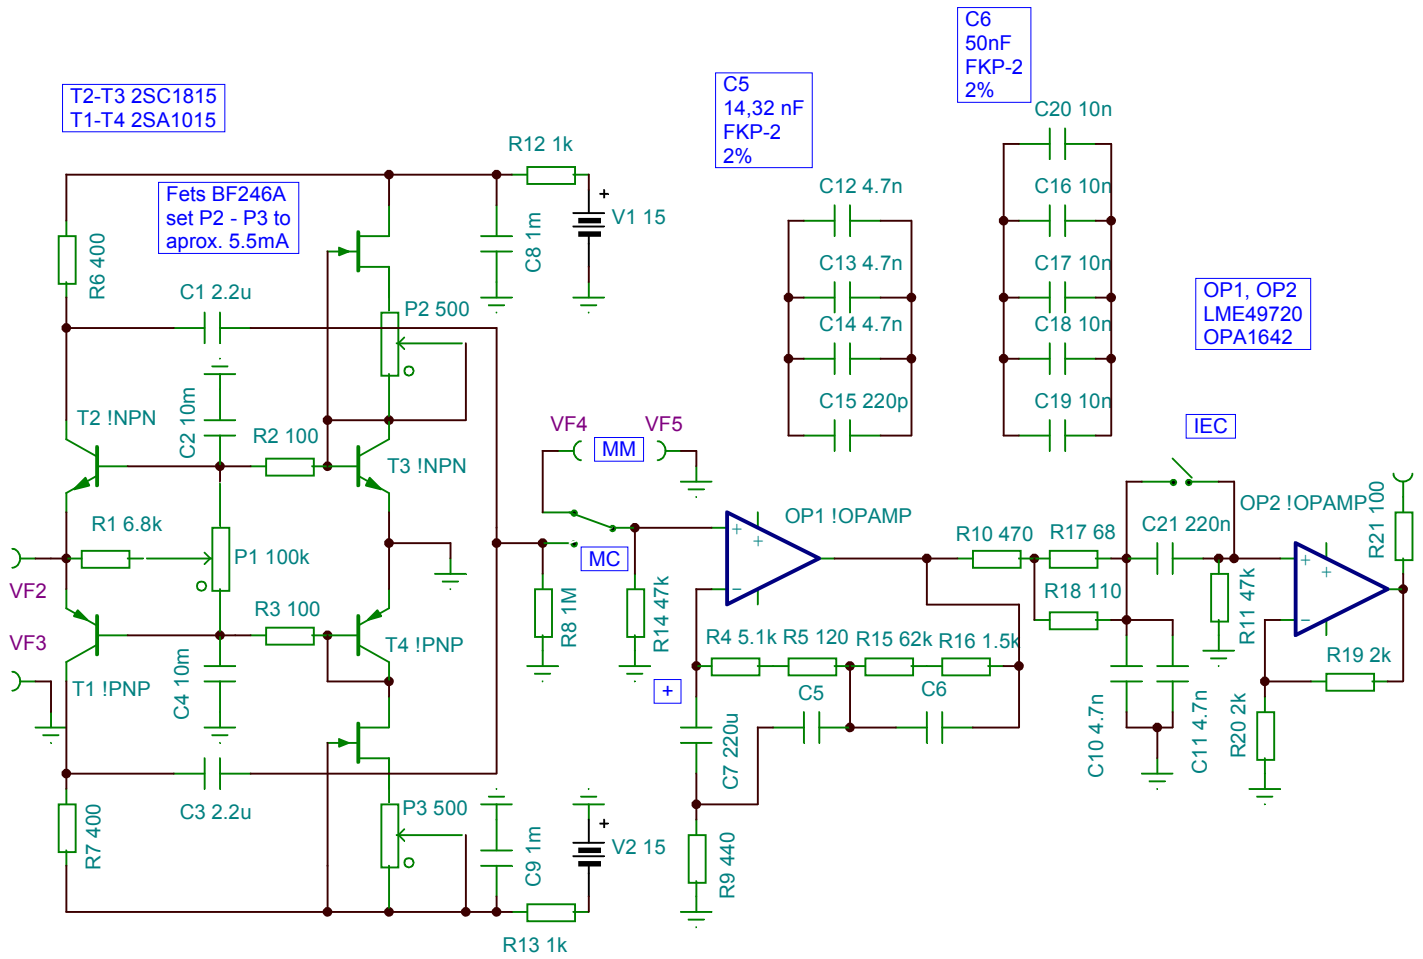 T2-T3 2SC1815
T1-T4 2SA1015
Fets BF246A
set P2 - P3 to
aprox. 5.5mA
C5
14,32 nF
FKP-2
2%
C6
50nF
FKP-2
2%
OP1, OP2
LME49720
OPA1642
R12 1k
V1 15
+
C8 1m
R6 400
C1 2.2u
P2 500
C2 10m
T2 !NPN
R2 100
T3 !NPN
R1 6.8k
P1 100k
VF2
VF3
R3 100
T4 !PNP
T1 !PNP
C4 10m
C3 2.2u
P3 500
R7 400
C9 1m
+
V2 15
R13 1k
C12 4.7n
C13 4.7n
C14 4.7n
C15 220p
C20 10n
C16 10n
C17 10n
C18 10n
C19 10n
VF4
MM
VF5
MC
R8 1M
R14 47k
OP1 !OPAMP
+
+
−
R4 5.1k
R5 120
R15 62k
R16 1.5k
+
C5
C6
C7 220u
R9 440
R10 470
R17 68
R18 110
IEC
C21 220n
OP2 !OPAMP
+
+
−
R11 47k
R21 100
R19 2k
R20 2k
C10 4.7n
C11 4.7n